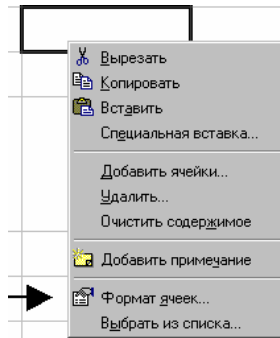 Вырезать
Копировать
Вставить
Специальная вставка...
Добавить ячейки...
Удалить...
Очистить содержимое
Добавить примечание
Формат ячеек...
Выбрать из списка...